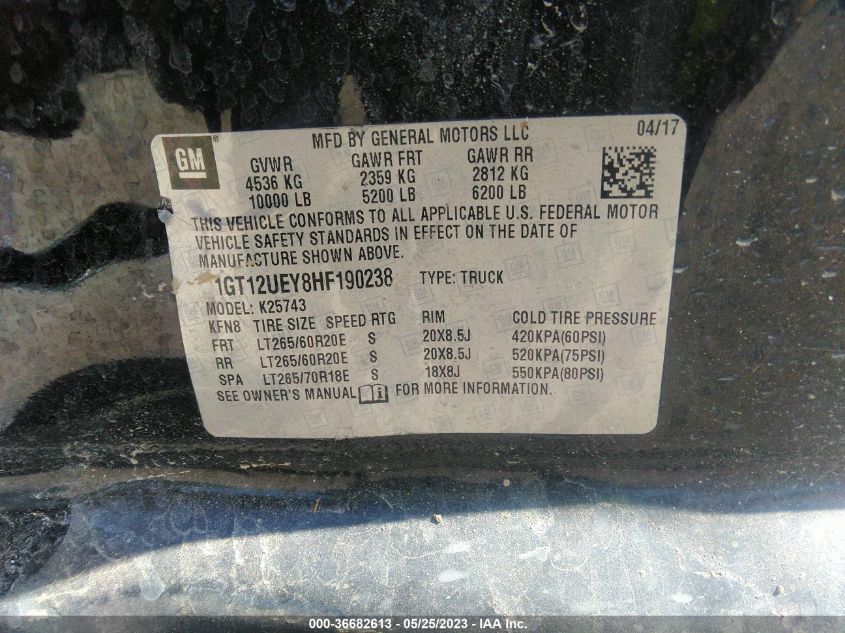 MFD BY GENERAL MOTORS LLC 04/17
GM
GVWR GAWR FRT GAWR RR
4536 KG 2359 KG 2812 KG
10000 LB 5200 LB 6200 LB
THIS VEHICLE CONFORMS TO ALL APPLICABLE U.S. FEDERAL MOTOR
VEHICLE SAFETY STANDARDS IN EFFECT ON THE DATE OF
MANUFACTURE SHOWN ABOVE.
1GT12UEY8HF190238 TYPE: TRUCK
MODEL: K25743
KFN8 TIRE SIZE SPEED RTG RIM COLD TIRE PRESSURE
FRT LT265/60R20E S 20X8.5J 420KPA(60PSI)
RR LT265/60R20E S 20X8.5J 520KPA(75PSI)
SPA LT265/70R18E S 18X8J 550KPA(80PSI)
SEE OWNER'S MANUAL FOR MORE INFORMATION.
000-36682613 - 05/25/2023 - IAA Inc.